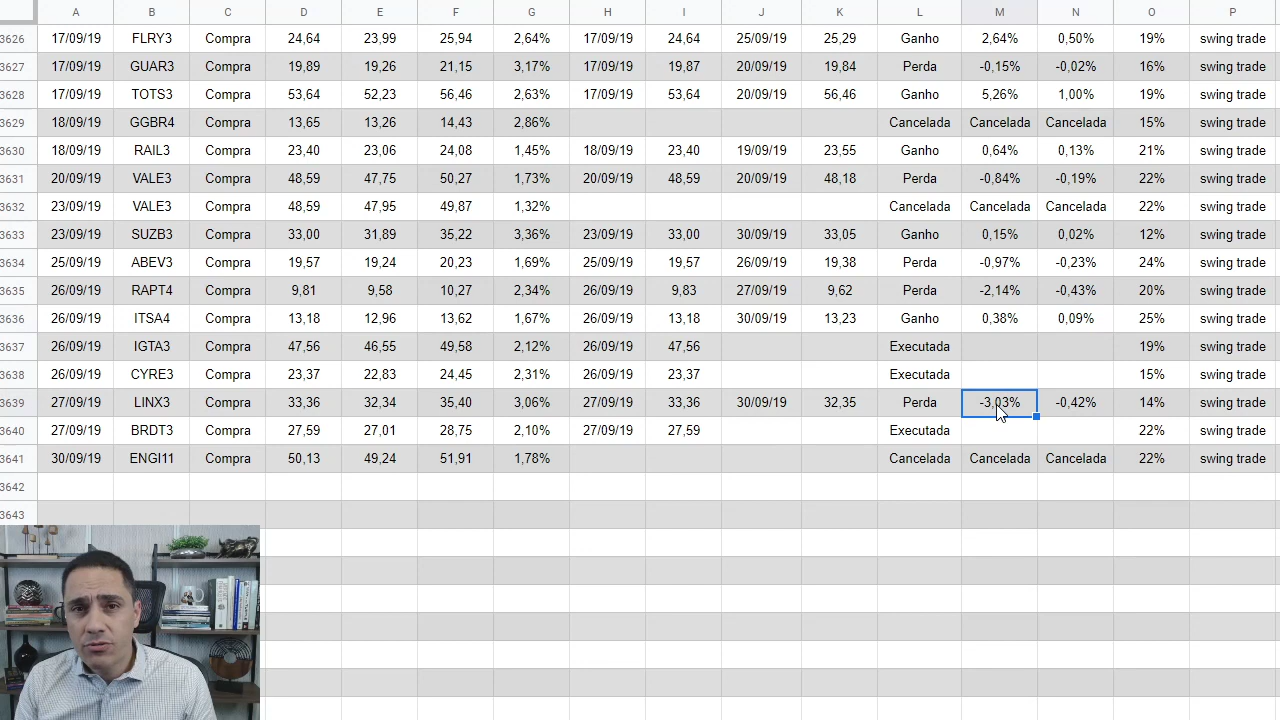 A B C D E F G H I J K L M N O P
3626 17/09/19 FLRY3 Compra 24,64 23,99 25,94 2,64% 17/09/19 24,64 25/09/19 25,29 Ganho 2,64% 0,50% 19% swing trade
3627 17/09/19 GUAR3 Compra 19,89 19,26 21,15 3,17% 17/09/19 19,87 20/09/19 19,84 Perda -0,15% -0,02% 16% swing trade
3628 17/09/19 TOTS3 Compra 53,64 52,23 56,46 2,63% 17/09/19 53,64 20/09/19 56,46 Ganho 5,26% 1,00% 19% swing trade
3629 18/09/19 GGBR4 Compra 13,65 13,26 14,43 2,86% Cancelada Cancelada Cancelada 15% swing trade
3630 18/09/19 RAIL3 Compra 23,40 23,06 24,08 1,45% 18/09/19 23,40 19/09/19 23,55 Ganho 0,64% 0,13% 21% swing trade
3631 20/09/19 VALE3 Compra 48,59 47,75 50,27 1,73% 20/09/19 48,59 20/09/19 48,18 Perda -0,84% -0,19% 22% swing trade
3632 23/09/19 VALE3 Compra 48,59 47,95 49,87 1,32% Cancelada Cancelada Cancelada 22% swing trade
3633 23/09/19 SUZB3 Compra 33,00 31,89 35,22 3,36% 23/09/19 33,00 30/09/19 33,05 Ganho 0,15% 0,02% 12% swing trade
3634 25/09/19 ABEV3 Compra 19,57 19,24 20,23 1,69% 25/09/19 19,57 26/09/19 19,38 Perda -0,97% -0,23% 24% swing trade
3635 26/09/19 RAPT4 Compra 9,81 9,58 10,27 2,34% 26/09/19 9,83 27/09/19 9,62 Perda -2,14% -0,43% 20% swing trade
3636 26/09/19 ITSA4 Compra 13,18 12,96 13,62 1,67% 26/09/19 13,18 30/09/19 13,23 Ganho 0,38% 0,09% 25% swing trade
3637 26/09/19 IGTA3 Compra 47,56 46,55 49,58 2,12% 26/09/19 47,56 Executada 19% swing trade
3638 26/09/19 CYRE3 Compra 23,37 22,83 24,45 2,31% 26/09/19 23,37 Executada 15% swing trade
3639 27/09/19 LINX3 Compra 33,36 32,34 35,40 3,06% 27/09/19 33,36 30/09/19 32,35 Perda -3,03% -0,42% 14% swing trade
3640 27/09/19 BRDT3 Compra 27,59 27,01 28,75 2,10% 27/09/19 27,59 Executada 22% swing trade
3641 30/09/19 ENGI11 Compra 50,13 49,24 51,91 1,78% Cancelada Cancelada Cancelada 22% swing trade
3642
3643